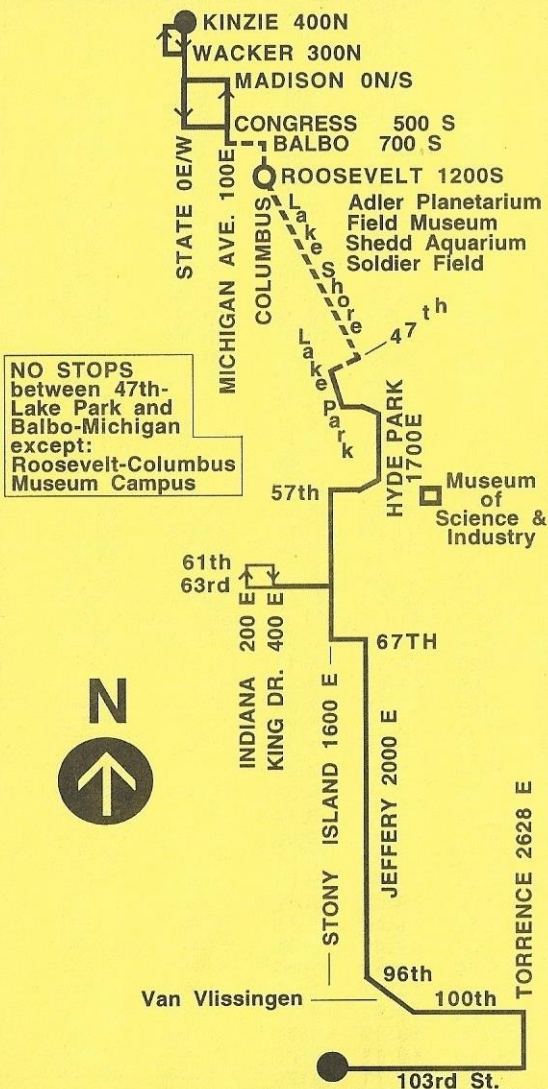 KINZIE 400N
WACKER 300N
MADISON 0N/S
CONGRESS 500 S
BALBO 700 S
ROOSEVELT 1200S
STATE 0E/W
MICHIGAN AVE. 100E
COLUMBUS
Lake Shore
Adler Planetarium
Field Museum
Shedd Aquarium
Soldier Field
47th
Lake Park
NO STOPS
between 47th-
Lake Park and
Balbo-Michigan
except:
Roosevelt-Columbus
Museum Campus
HYDE PARK
1700E
57th
Museum
of
Science &
Industry
61th
63rd
INDIANA 200 E
KING DR. 400 E
67TH
N
STONY ISLAND 1600 E
JEFFERY 2000 E
TORRENCE 2628 E
96th
Van Vlissingen
100th
103rd St.